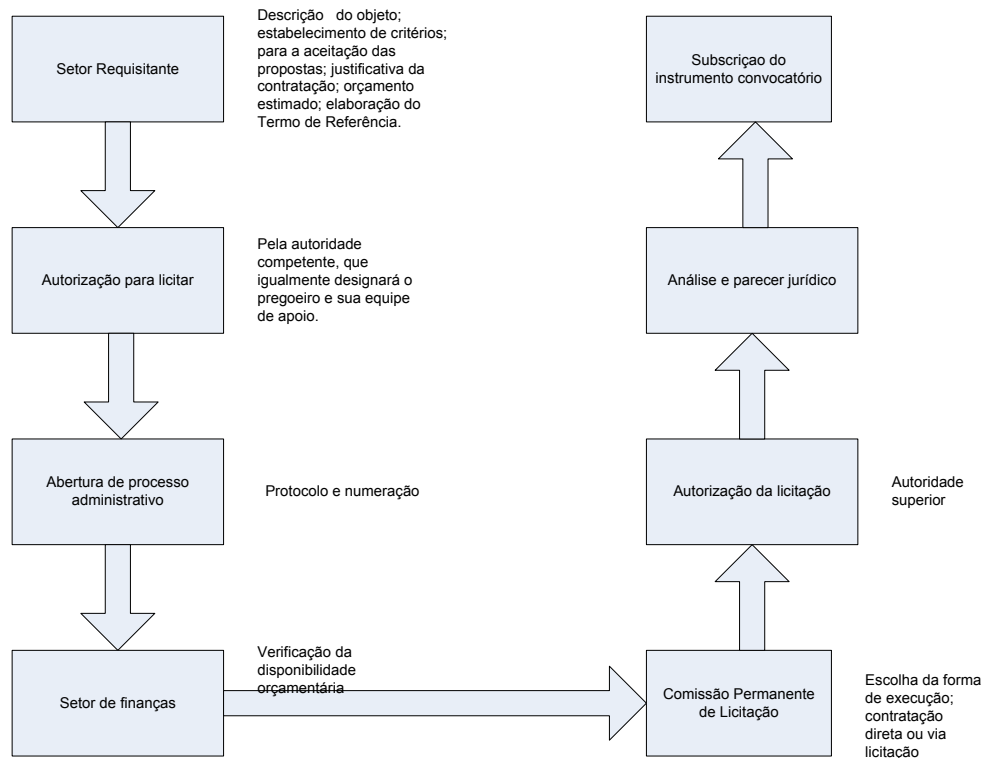 Setor Requisitante
Descrição do objeto;
estabelecimento de critérios;
para a aceitação das
propostas; justificativa da
contratação; orçamento
estimado; elaboração do
Termo de Referência.
Autorização para licitar
Pela autoridade
competente, que
igualmente designará o
pregoeiro e sua equipe
de apoio.
Abertura de processo
administrativo
Protocolo e numeração
Setor de finanças
Verificação da
disponibilidade
orçamentária
Comissão Permanente
de Licitação
Escolha da forma
de execução;
contratação
direta ou via
licitação
Autorização da licitação
Autoridade
superior
Análise e parecer jurídico
Subscriçao do
instrumento convocatório